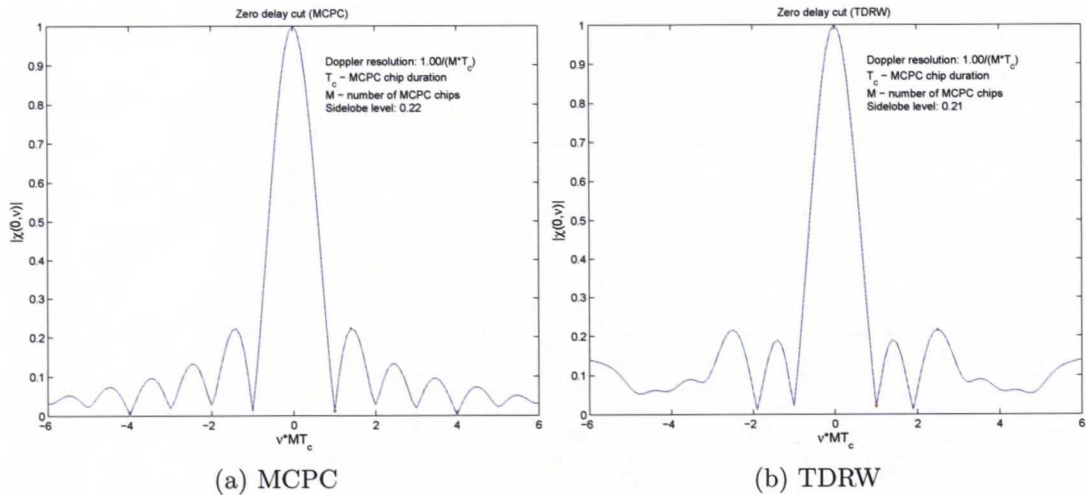 Zero delay cut (MCPC)
1
0.9
0.8
0.7
0.6
0.5
0.4
0.3
0.2
0.1
0
|χ(0,ν)|
Doppler resolution: 1.00/(M*T_c)
T_c − MCPC chip duration
M − number of MCPC chips
Sidelobe level: 0.22
−6 −4 −2 0 2 4 6
ν*MT_c
(a) MCPC
Zero delay cut (TDRW)
1
0.9
0.8
0.7
0.6
0.5
0.4
0.3
0.2
0.1
0
|χ(0,ν)|
Doppler resolution: 1.00/(M*T_c)
T_c − MCPC chip duration
M − number of MCPC chips
Sidelobe level: 0.21
−6 −4 −2 0 2 4 6
ν*MT_c
(b) TDRW